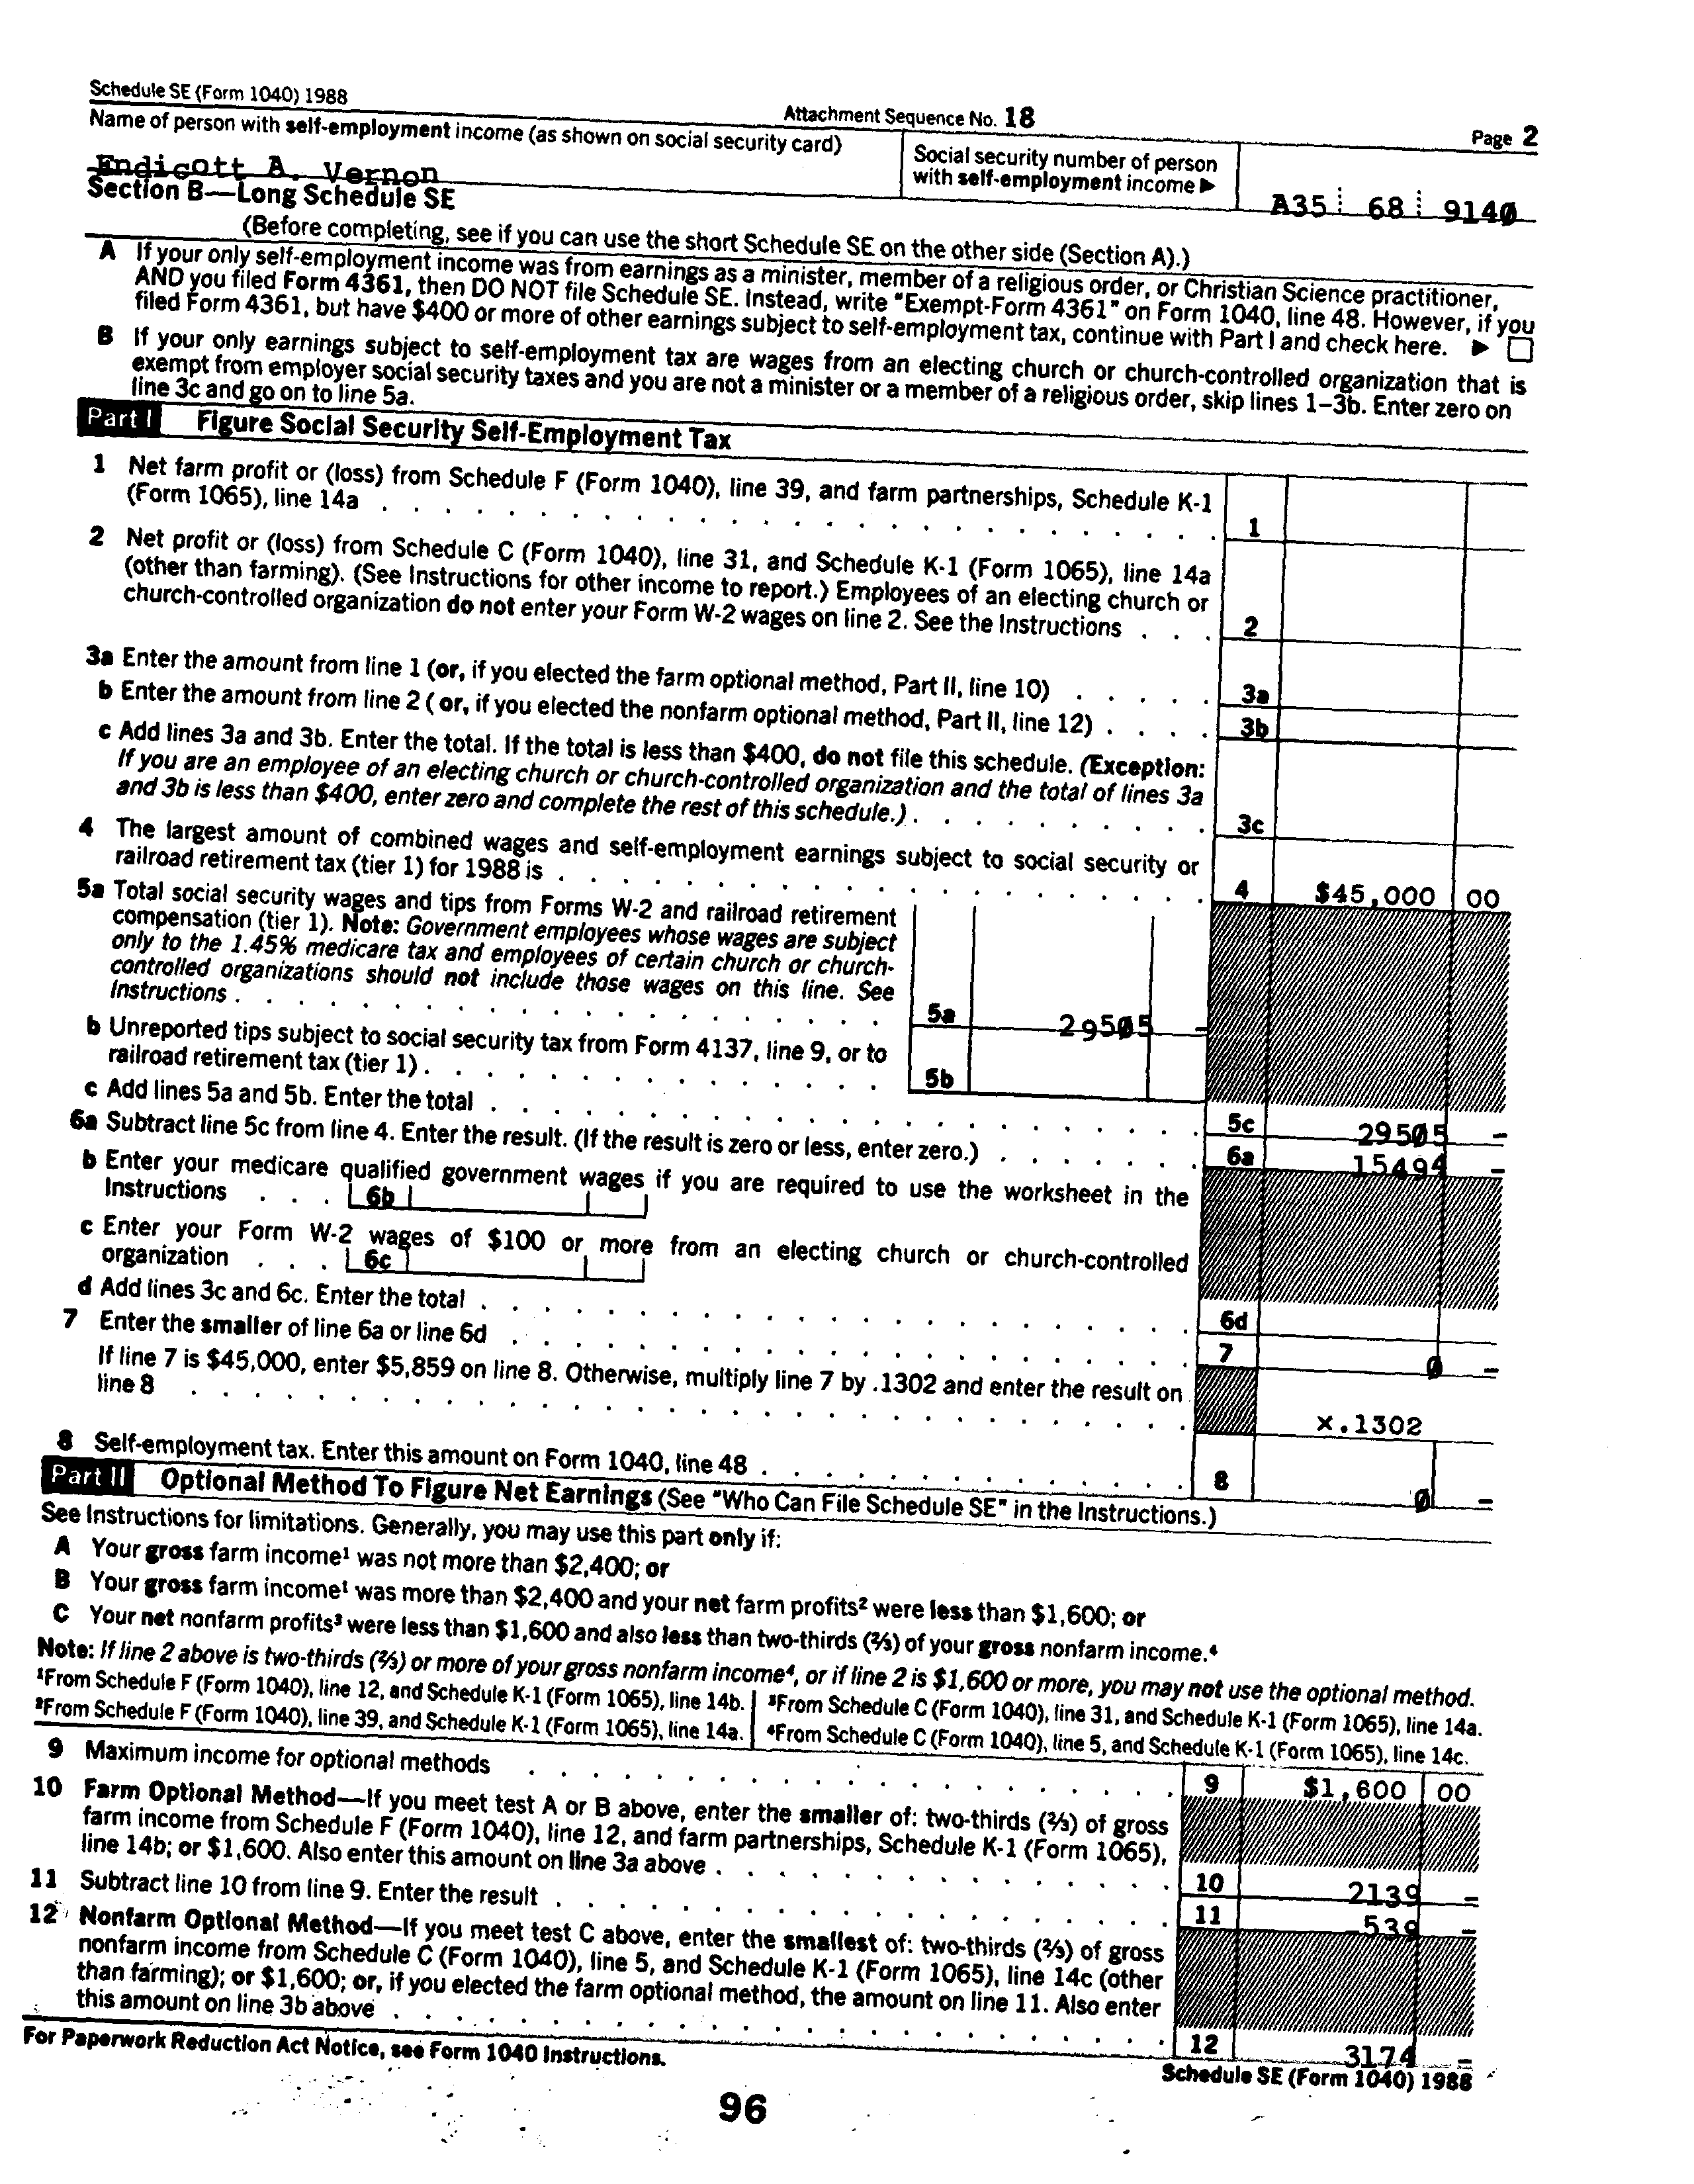 Schedule SE (Form 1040) 1988 Attachment Sequence No. 18 Page 2
Name of person with self-employment income (as shown on social security card)
Endicott A. Vernon
Social security number of person
with self-employment income ▶
A35 68 9140
Section B—Long Schedule SE
(Before completing, see if you can use the short Schedule SE on the other side (Section A).)
A If your only self-employment income was from earnings as a minister, member of a religious order, or Christian Science practitioner,
AND you filed Form 4361, then DO NOT file Schedule SE. Instead, write "Exempt-Form 4361" on Form 1040, line 48. However, if you
filed Form 4361, but have $400 or more of other earnings subject to self-employment tax, continue with Part I and check here. ▶ ☐
B If your only earnings subject to self-employment tax are wages from an electing church or church-controlled organization that is
exempt from employer social security taxes and you are not a minister or a member of a religious order, skip lines 1–3b. Enter zero on
line 3c and go on to line 5a.
Part I Figure Social Security Self-Employment Tax
1 Net farm profit or (loss) from Schedule F (Form 1040), line 39, and farm partnerships, Schedule K-1
(Form 1065), line 14a . . . 1
2 Net profit or (loss) from Schedule C (Form 1040), line 31, and Schedule K-1 (Form 1065), line 14a
(other than farming). (See Instructions for other income to report.) Employees of an electing church or
church-controlled organization do not enter your Form W-2 wages on line 2. See the Instructions . . . 2
3a Enter the amount from line 1 (or, if you elected the farm optional method, Part II, line 10) . . . . 3a
b Enter the amount from line 2 ( or, if you elected the nonfarm optional method, Part II, line 12) . . . . 3b
c Add lines 3a and 3b. Enter the total. If the total is less than $400, do not file this schedule. (Exception:
If you are an employee of an electing church or church-controlled organization and the total of lines 3a
and 3b is less than $400, enter zero and complete the rest of this schedule.) . . . 3c
4 The largest amount of combined wages and self-employment earnings subject to social security or
railroad retirement tax (tier 1) for 1988 is . . . 4 $45,000 00
5a Total social security wages and tips from Forms W-2 and railroad retirement
compensation (tier 1). Note: Government employees whose wages are subject
only to the 1.45% medicare tax and employees of certain church or church-
controlled organizations should not include those wages on this line. See
Instructions . . . 5a 29505 –
b Unreported tips subject to social security tax from Form 4137, line 9, or to
railroad retirement tax (tier 1) . . . 5b
c Add lines 5a and 5b. Enter the total . . . 5c 29505 –
6a Subtract line 5c from line 4. Enter the result. (If the result is zero or less, enter zero.) . . . 6a 15494 –
b Enter your medicare qualified government wages if you are required to use the worksheet in the
Instructions . . . 6b
c Enter your Form W-2 wages of $100 or more from an electing church or church-controlled
organization . . . 6c
d Add lines 3c and 6c. Enter the total . . . 6d
7 Enter the smaller of line 6a or line 6d . . . 7 0 –
If line 7 is $45,000, enter $5,859 on line 8. Otherwise, multiply line 7 by .1302 and enter the result on
line 8 . . . x.1302
8 Self-employment tax. Enter this amount on Form 1040, line 48 . . . 8 0 –
Part II Optional Method To Figure Net Earnings (See "Who Can File Schedule SE" in the Instructions.)
See Instructions for limitations. Generally, you may use this part only if:
A Your gross farm income¹ was not more than $2,400; or
B Your gross farm income¹ was more than $2,400 and your net farm profits² were less than $1,600; or
C Your net nonfarm profits³ were less than $1,600 and also less than two-thirds (⅔) of your gross nonfarm income.⁴
Note: If line 2 above is two-thirds (⅔) or more of your gross nonfarm income⁴, or if line 2 is $1,600 or more, you may not use the optional method.
¹From Schedule F (Form 1040), line 12, and Schedule K-1 (Form 1065), line 14b. ³From Schedule C (Form 1040), line 31, and Schedule K-1 (Form 1065), line 14a.
²From Schedule F (Form 1040), line 39, and Schedule K-1 (Form 1065), line 14a. ⁴From Schedule C (Form 1040), line 5, and Schedule K-1 (Form 1065), line 14c.
9 Maximum income for optional methods . . . 9 $1,600 00
10 Farm Optional Method—If you meet test A or B above, enter the smaller of: two-thirds (⅔) of gross
farm income from Schedule F (Form 1040), line 12, and farm partnerships, Schedule K-1 (Form 1065),
line 14b; or $1,600. Also enter this amount on line 3a above . . . 10 2139 –
11 Subtract line 10 from line 9. Enter the result . . . 11 -539 –
12 Nonfarm Optional Method—If you meet test C above, enter the smallest of: two-thirds (⅔) of gross
nonfarm income from Schedule C (Form 1040), line 5, and Schedule K-1 (Form 1065), line 14c (other
than farming); or $1,600; or, if you elected the farm optional method, the amount on line 11. Also enter
this amount on line 3b above . . . 12 3174 –
For Paperwork Reduction Act Notice, see Form 1040 Instructions. Schedule SE (Form 1040) 1988
96